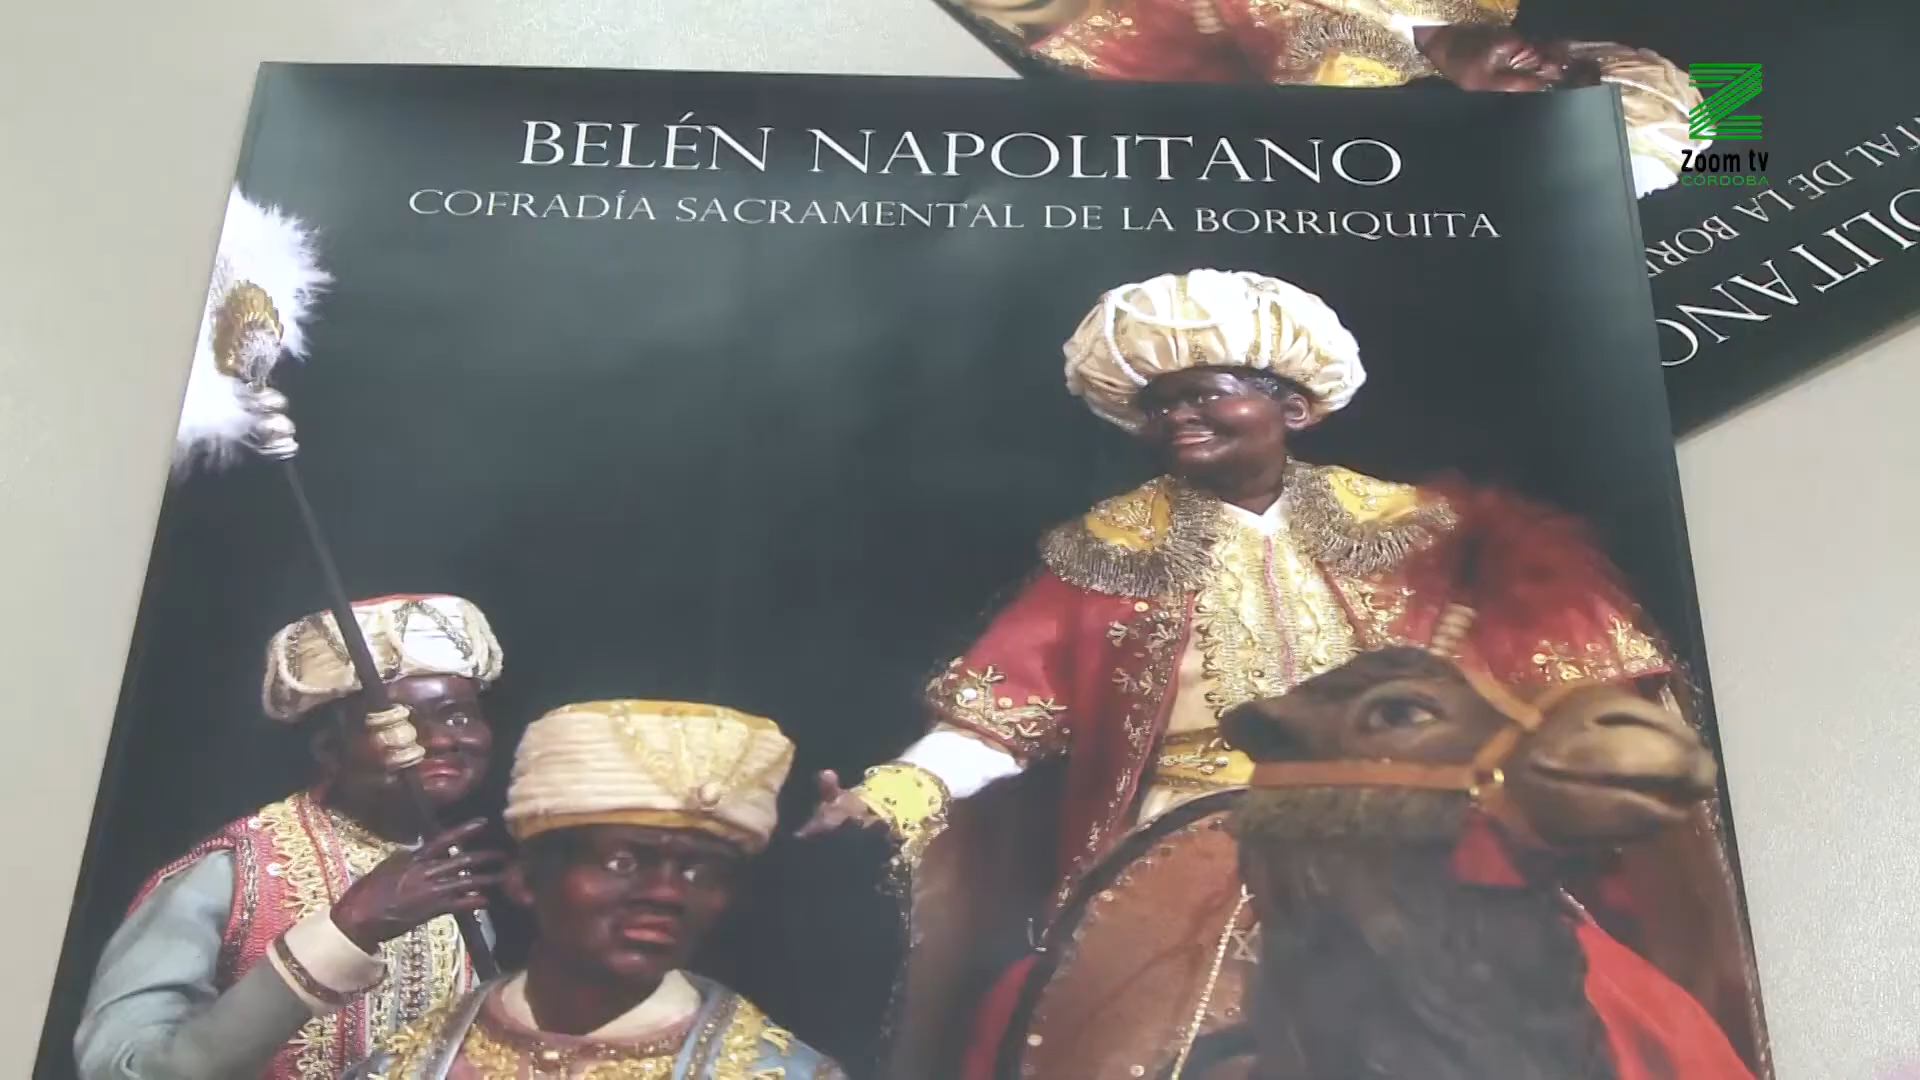 BELÉN NAPOLITANO
COFRADÍA SACRAMENTAL DE LA BORRIQUITA
Zoom tv
CÓRDOBA